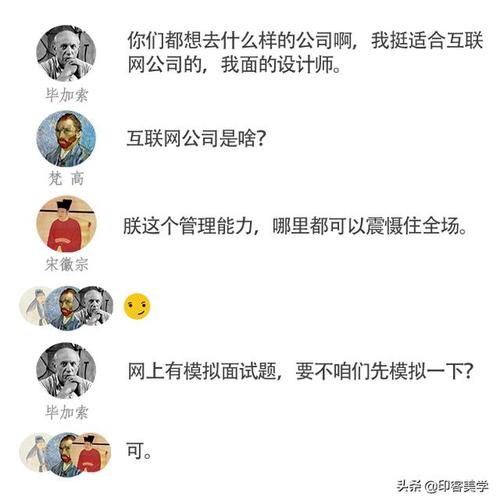 你们都想去什么样的公司啊，我挺适合互联
网公司的，我面的设计师。
毕加索
互联网公司是啥？
梵 高
朕这个管理能力，哪里都可以震慑住全场。
宋徽宗
网上有模拟面试题，要不咱们先模拟一下？
毕加索
可。
头条 @印客美学